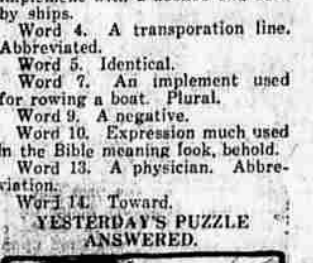 by ships.
Word 4. A transporation line.
Abbreviated.
Word 5. Identical.
Word 7. An implement used
for rowing a boat. Plural.
Word 9. A negative.
Word 10. Expression much used
in the Bible meaning look, behold.
Word 13. A physician. Abbre-
viation.
Word 14. Toward.
YESTERDAY'S PUZZLE
ANSWERED.